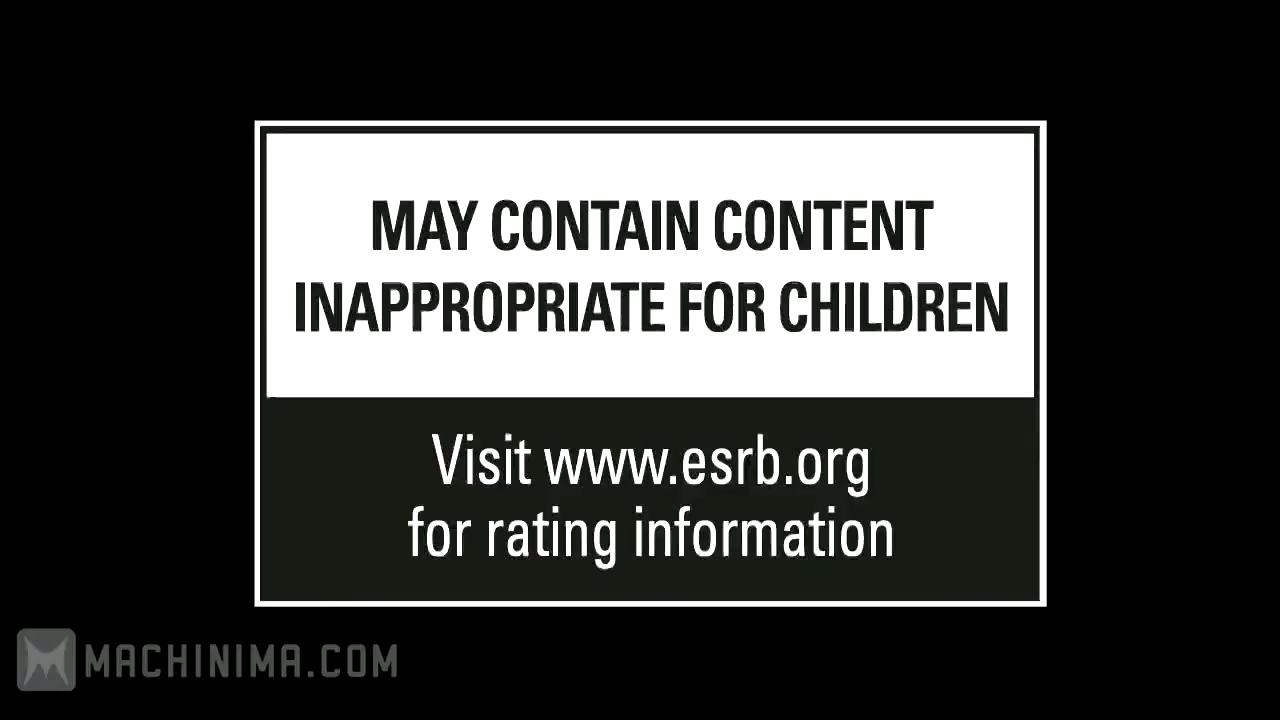 MAY CONTAIN CONTENT
INAPPROPRIATE FOR CHILDREN
Visit www.esrb.org
for rating information
MACHINIMA.COM